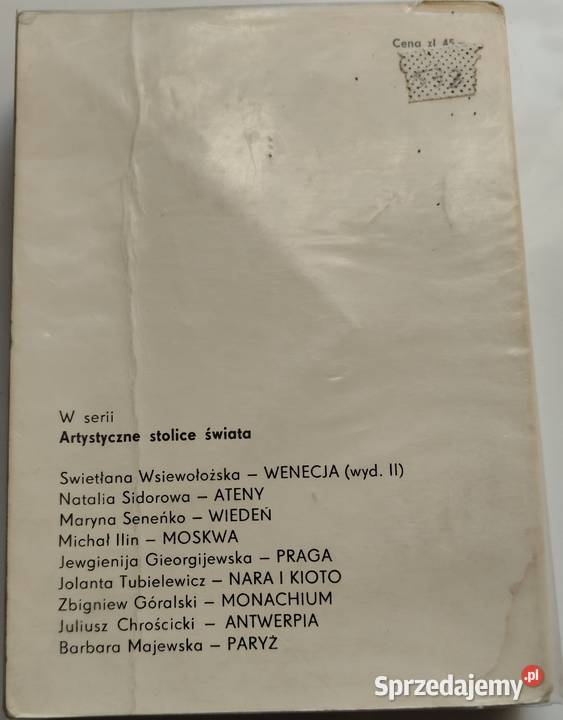 Cena zł 45.—
W serii
Artystyczne stolice świata
Swietłana Wsiewołożska – WENECJA (wyd. II)
Natalia Sidorowa – ATENY
Maryna Seneńko – WIEDEŃ
Michał Ilin – MOSKWA
Jewgienija Gieorgijewska – PRAGA
Jolanta Tubielewicz – NARA I KIOTO
Zbigniew Góralski – MONACHIUM
Juliusz Chrościcki – ANTWERPIA
Barbara Majewska – PARYŻ
Sprzedajemy.pl